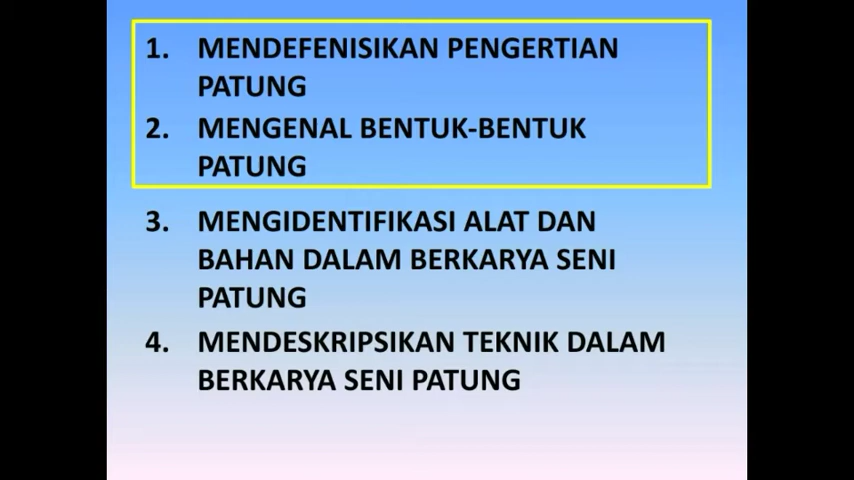 1. MENDEFENISIKAN PENGERTIAN
PATUNG
2. MENGENAL BENTUK-BENTUK
PATUNG
3. MENGIDENTIFIKASI ALAT DAN
BAHAN DALAM BERKARYA SENI
PATUNG
4. MENDESKRIPSIKAN TEKNIK DALAM
BERKARYA SENI PATUNG